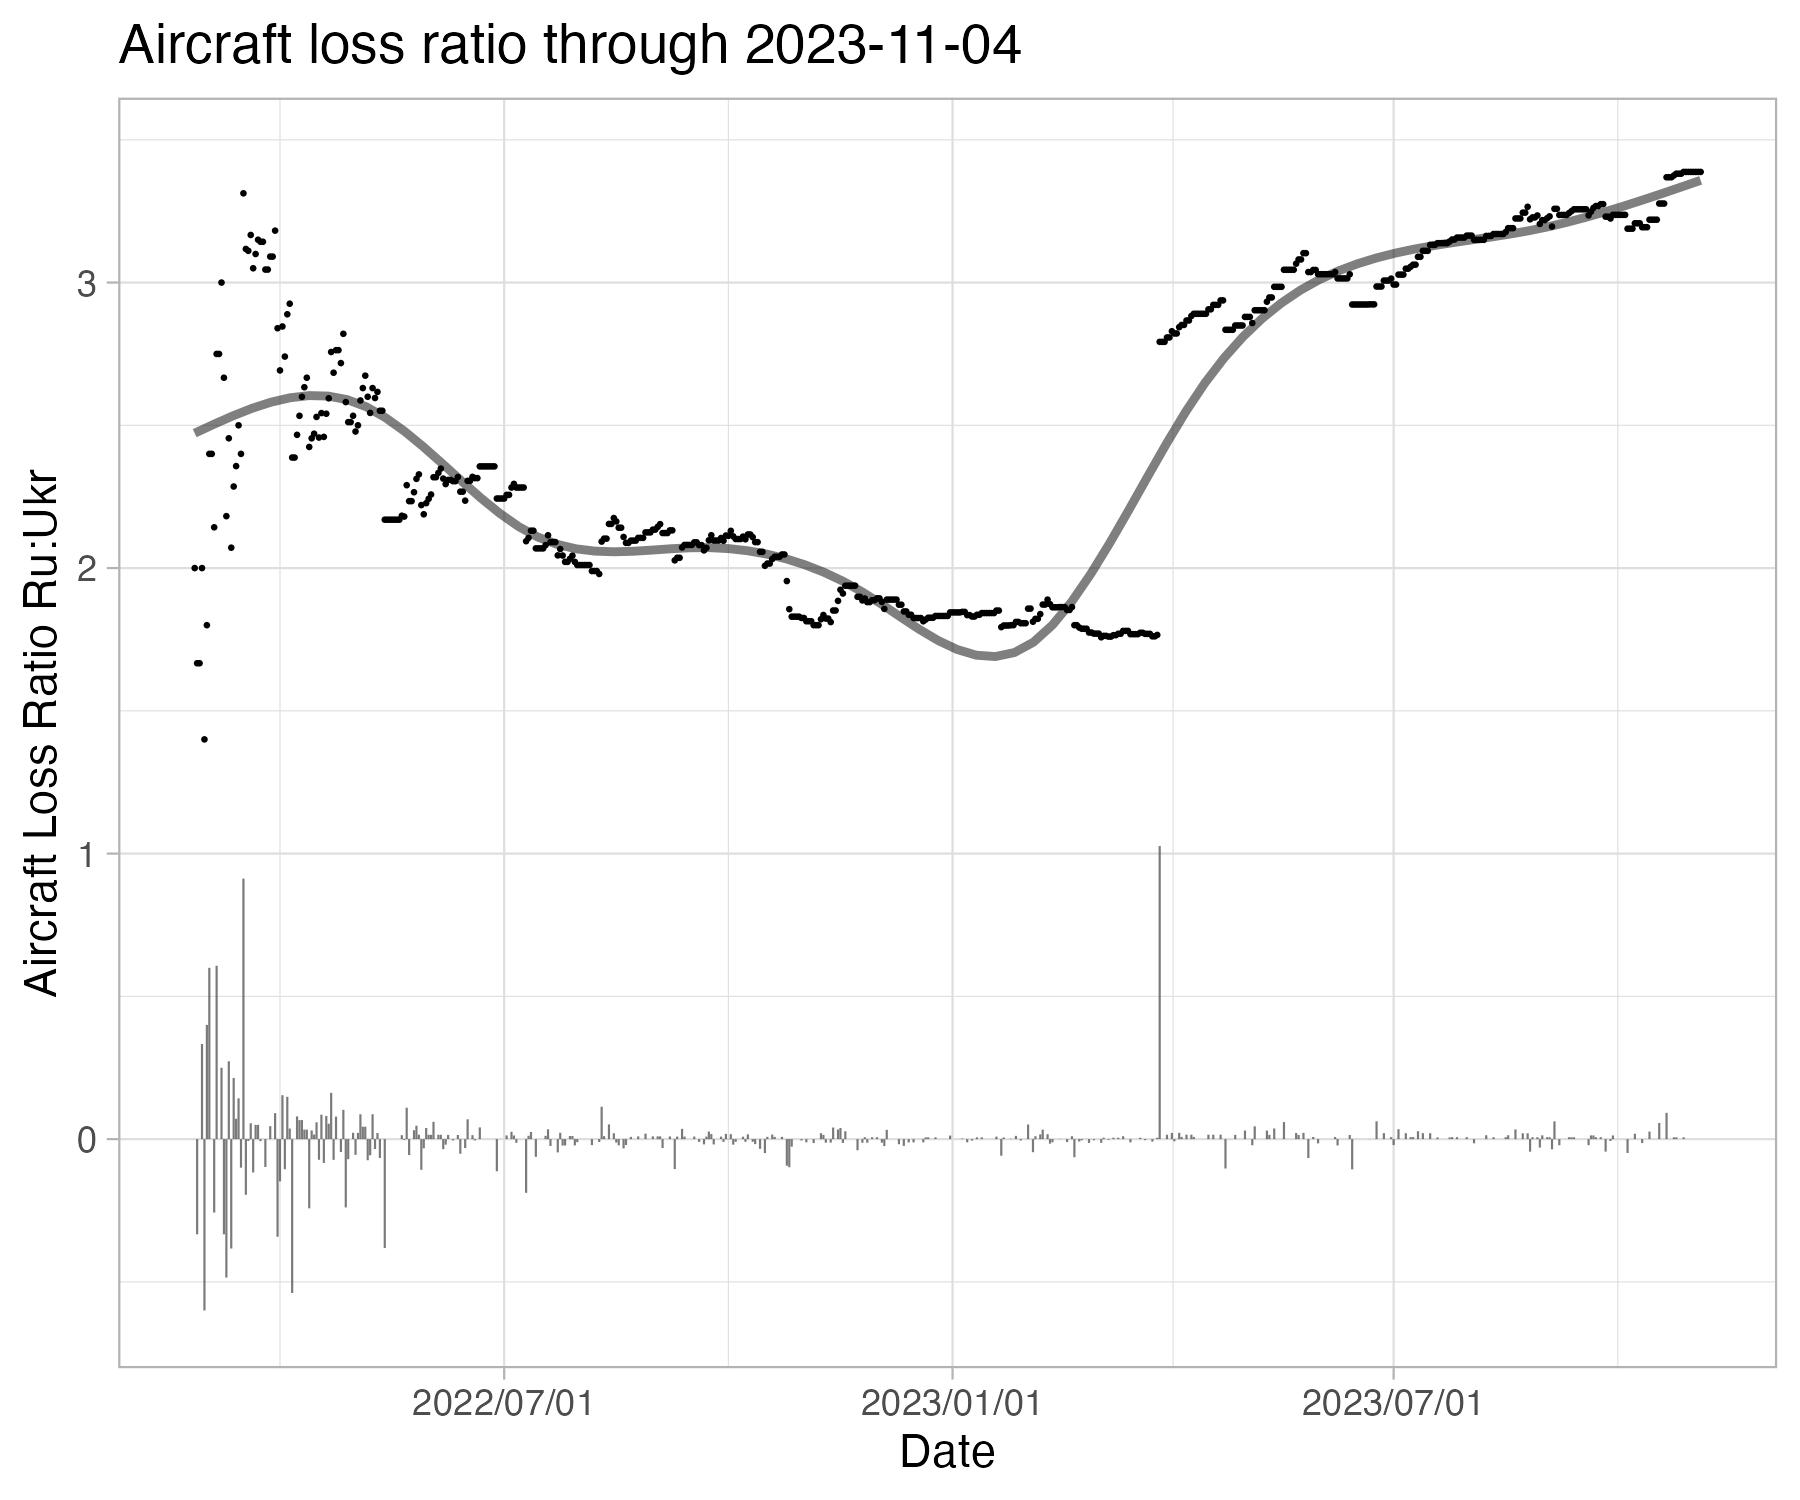 Aircraft loss ratio through 2023-11-04
Aircraft Loss Ratio Ru:Ukr
3
2
1
0
2022/07/01
2023/01/01
2023/07/01
Date